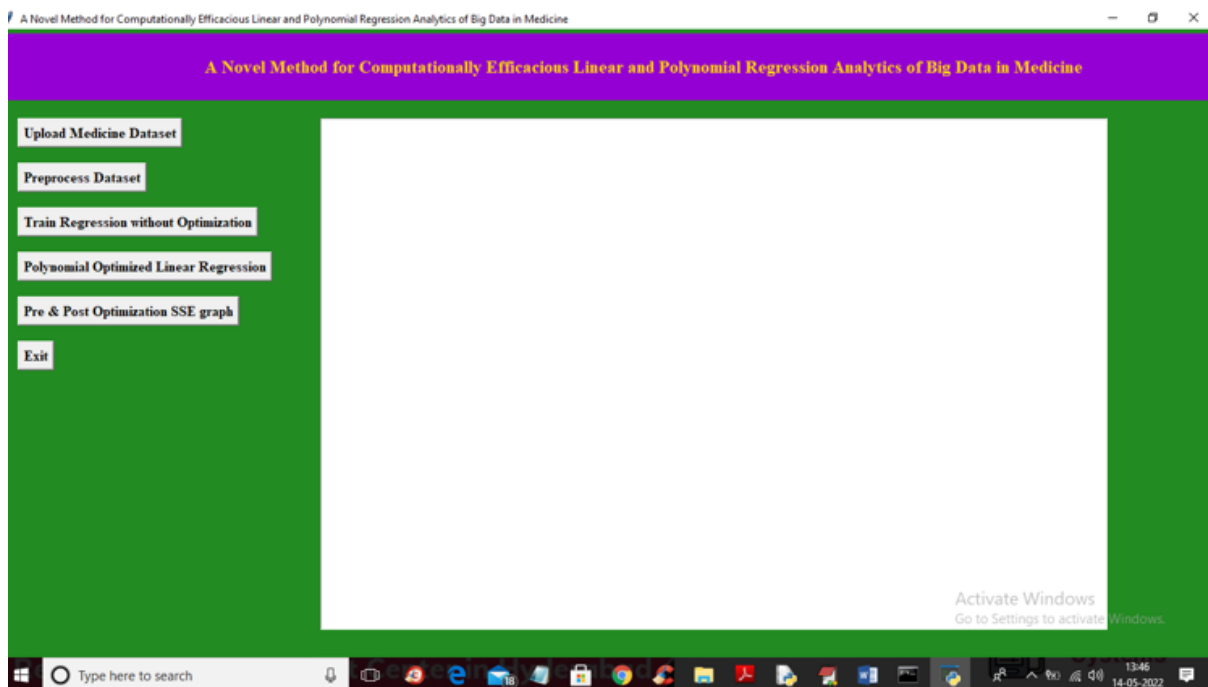 A Novel Method for Computationally Efficacious Linear and Polynomial Regression Analytics of Big Data in Medicine
A Novel Method for Computationally Efficacious Linear and Polynomial Regression Analytics of Big Data in Medicine
Upload Medicine Dataset
Preprocess Dataset
Train Regression without Optimization
Polynomial Optimized Linear Regression
Pre & Post Optimization SSE graph
Exit
Activate Windows
Go to Settings to activate Windows.
Type here to search
18
13:46
14-05-2022